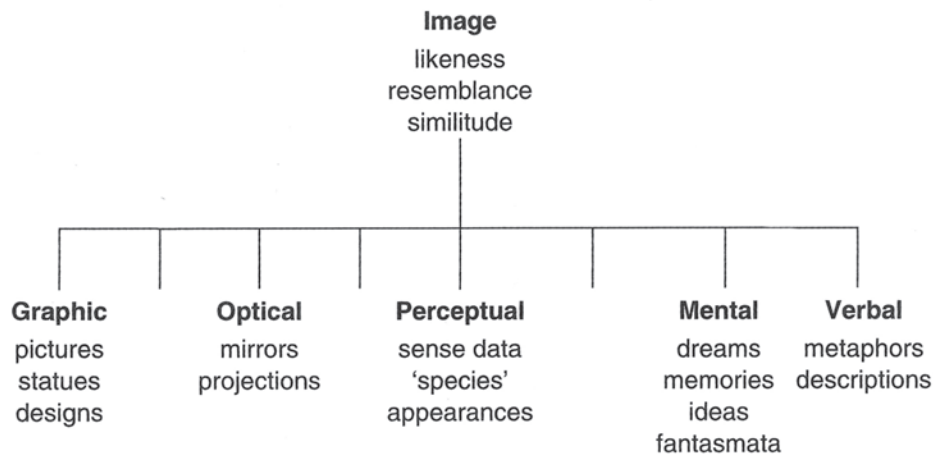 Image
likeness
resemblance
similitude
Graphic
pictures
statues
designs
Optical
mirrors
projections
Perceptual
sense data
'species'
appearances
Mental
dreams
memories
ideas
fantasmata
Verbal
metaphors
descriptions